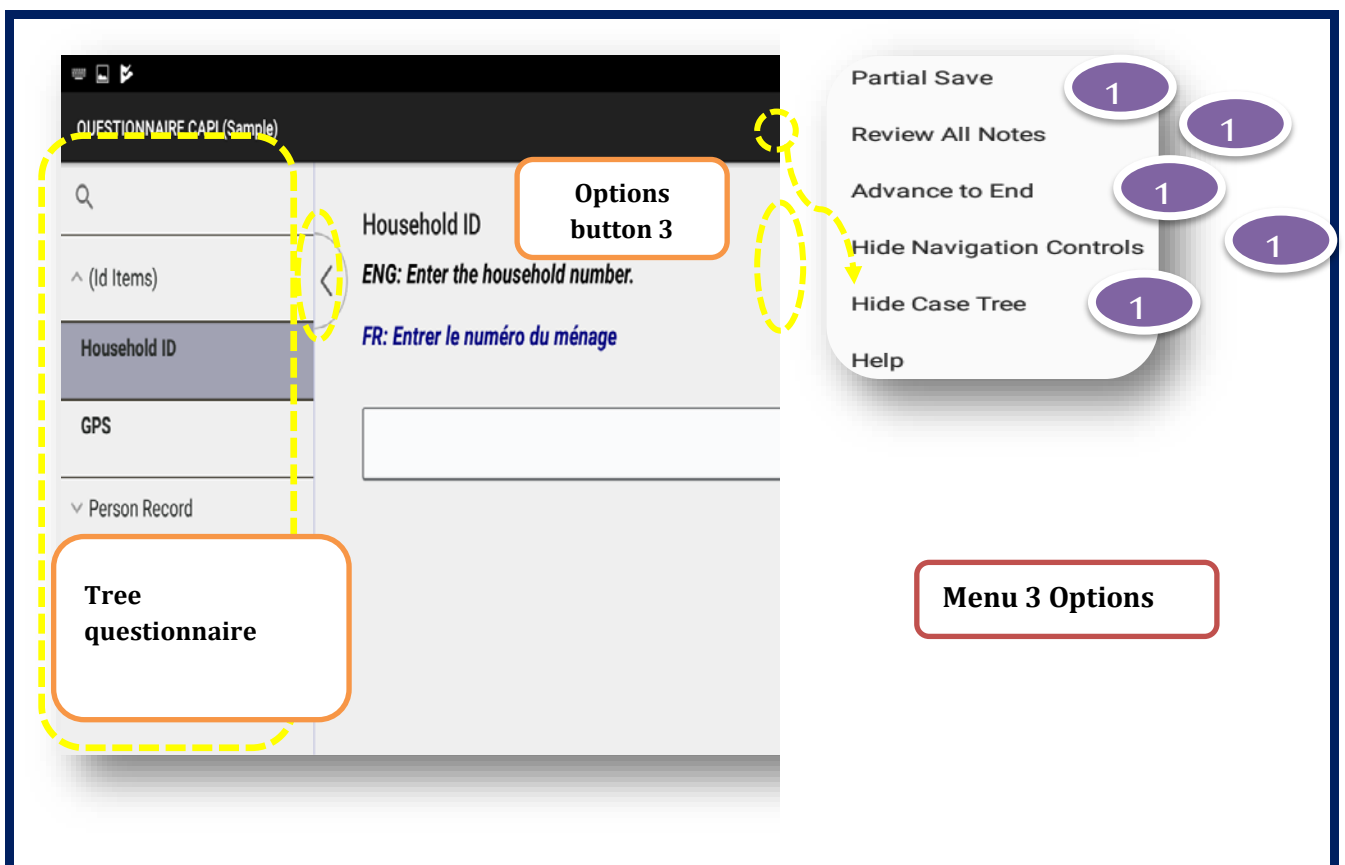 QUESTIONNAIRE CAPI (Sample)
(Id Items)
Household ID
GPS
Person Record
Tree
questionnaire
Household ID
ENG: Enter the household number.
FR: Entrer le numéro du ménage
Options
button 3
Partial Save
1
Review All Notes
1
Advance to End
1
Hide Navigation Controls
1
Hide Case Tree
1
Help
Menu 3 Options